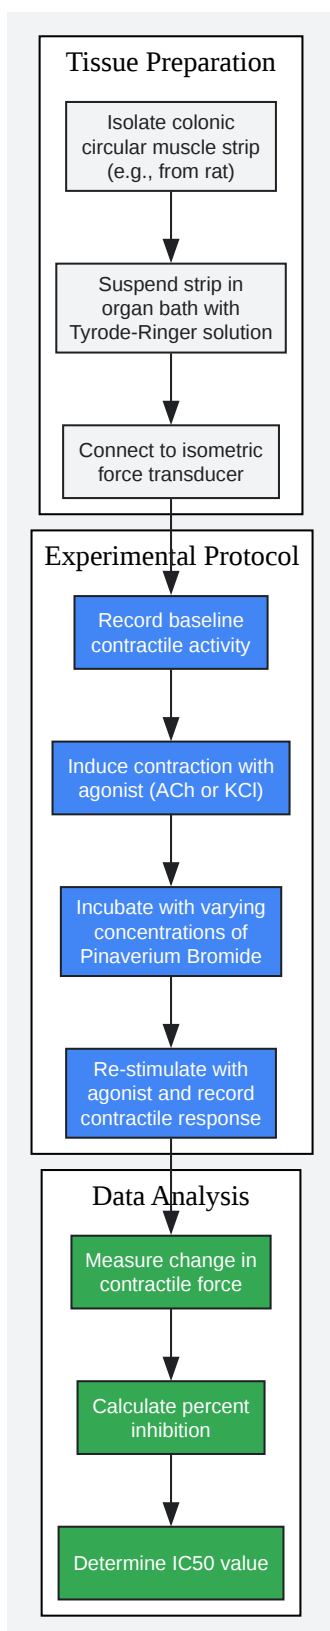 Tissue Preparation
Isolate colonic
circular muscle strip
(e.g., from rat)
Suspend strip in
organ bath with
Tyrode-Ringer solution
Connect to isometric
force transducer
Experimental Protocol
Record baseline
contractile activity
Induce contraction with
agonist (ACh or KCl)
Incubate with varying
concentrations of
Pinaverium Bromide
Re-stimulate with
agonist and record
contractile response
Data Analysis
Measure change in
contractile force
Calculate percent
inhibition
Determine IC50 value